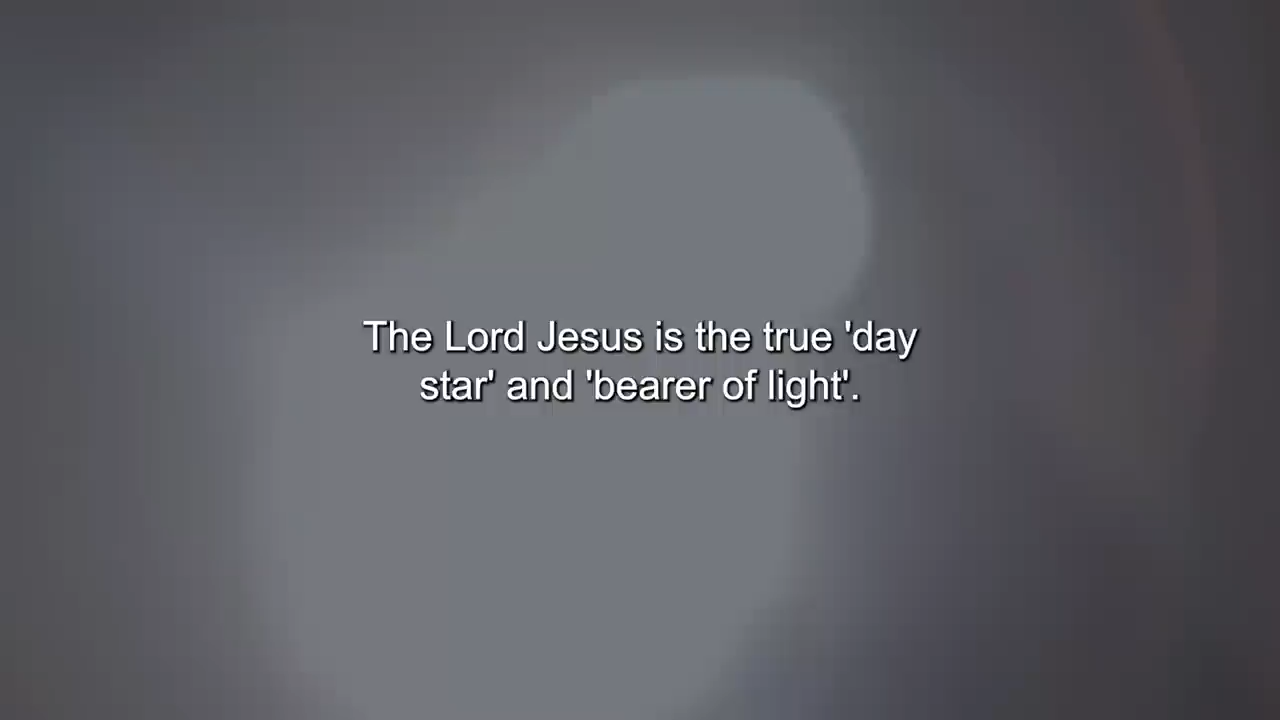 The Lord Jesus is the true 'day
star' and 'bearer of light'.